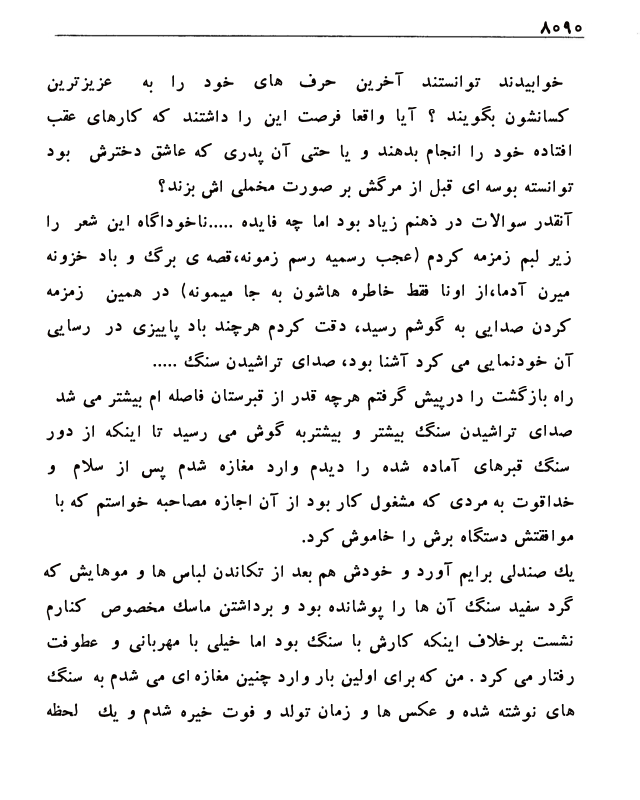 ۸۰۹۰
خوابیدند توانستند آخرین حرف های خود را به عزیزترین
کسانشون بگویند ؟ آیا واقعا فرصت این را داشتند که کارهای عقب
افتاده خود را انجام بدهند و یا حتی آن پدری که عاشق دخترش بود
توانسته بوسه ای قبل از مرگش بر صورت مخملی اش بزند؟
آنقدر سوالات در ذهنم زیاد بود اما چه فایده .....ناخوداگاه این شعر را
زیر لبم زمزمه کردم (عجب رسمیه رسم زمونه،قصه ی برگ و باد خزونه
میرن آدما،از اونا فقط خاطره هاشون به جا میمونه) در همین زمزمه
کردن صدایی به گوشم رسید، دقت کردم هرچند باد پاییزی در رسایی
آن خودنمایی می کرد آشنا بود، صدای تراشیدن سنگ .....
راه بازگشت را درپیش گرفتم هرچه قدر از قبرستان فاصله ام بیشتر می شد
صدای تراشیدن سنگ بیشتر و بیشتربه گوش می رسید تا اینکه از دور
سنگ قبرهای آماده شده را دیدم وارد مغازه شدم پس از سلام و
خداقوت به مردی که مشغول کار بود از آن اجازه مصاحبه خواستم که با
موافقتش دستگاه برش را خاموش کرد.
یك صندلی برایم آورد و خودش هم بعد از تکاندن لباس ها و موهایش که
گرد سفید سنگ آن ها را پوشانده بود و برداشتن ماسك مخصوص کنارم
نشست برخلاف اینکه کارش با سنگ بود اما خیلی با مهربانی و عطوفت
رفتار می کرد . من که برای اولین بار وارد چنین مغازه ای می شدم به سنگ
های نوشته شده و عکس ها و زمان تولد و فوت خیره شدم و یك لحظه